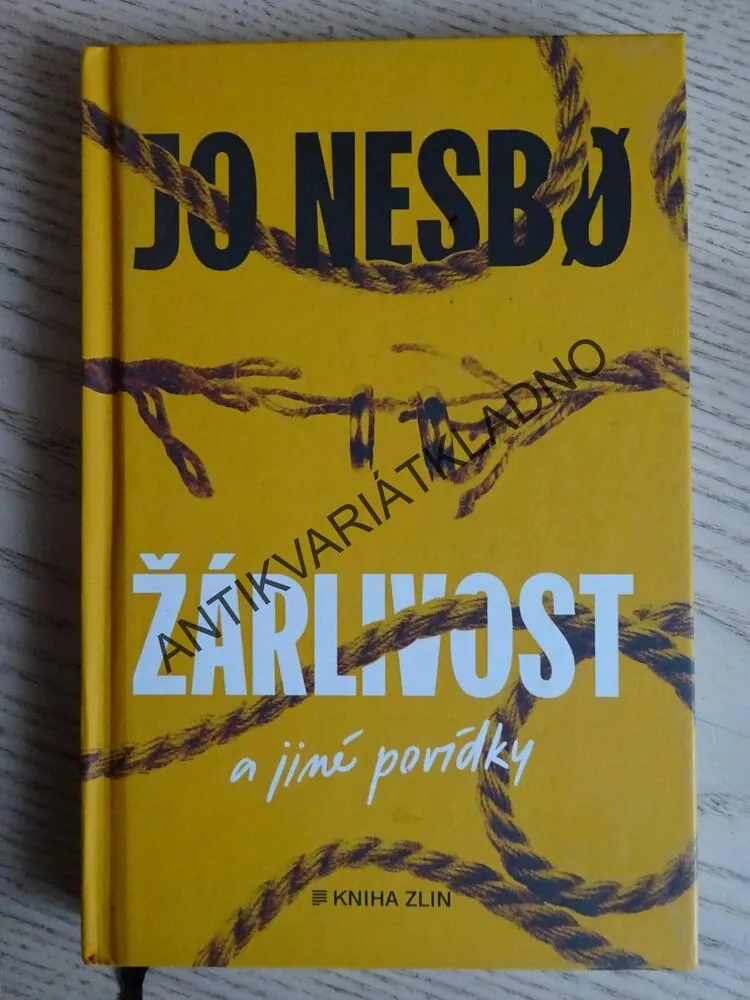 JO NESBØ
ANTIKVARIÁTKLADNO
ŽÁRLIVOST
a jiné povídky
KNIHA ZLIN